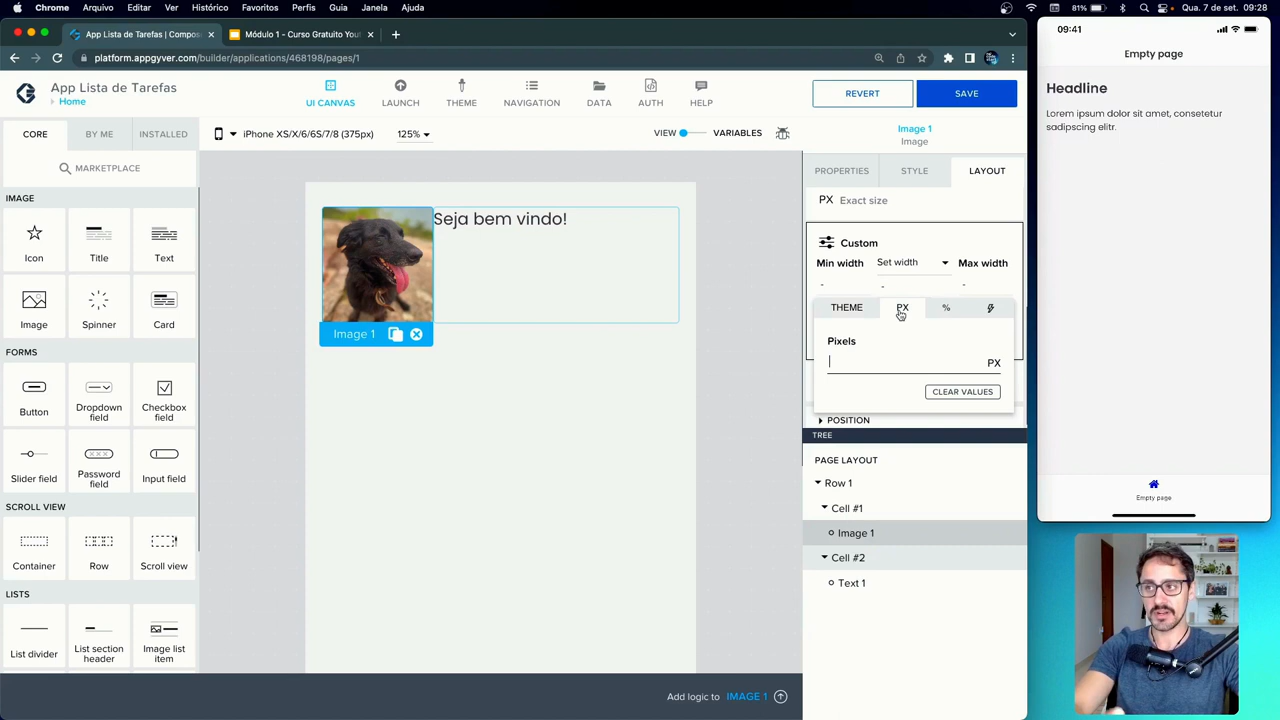 Chrome Arquivo Editar Ver Histórico Favoritos Perfis Guia Janela Ajuda 81% Qua. 7 de set. 09:28
App Lista de Tarefas | Compos
Módulo 1 - Curso Gratuito Yout
platform.appgyver.com/builder/applications/468198/pages/1
App Lista de Tarefas
Home
UI CANVAS
LAUNCH
THEME
NAVIGATION
DATA
AUTH
HELP
REVERT
SAVE
CORE
BY ME
INSTALLED
iPhone XS/X/6/6S/7/8 (375px)
125%
VIEW
VARIABLES
MARKETPLACE
IMAGE
Icon
Title
Text
Image
Spinner
Card
FORMS
Button
Dropdown
field
Checkbox
field
Slider field
Password
field
Input field
SCROLL VIEW
Container
Row
Scroll view
LISTS
List divider
List section
header
Image list
item
Seja bem vindo!
Image 1
Add logic to IMAGE 1
Image 1
Image
PROPERTIES
STYLE
LAYOUT
PX Exact size
Custom
Min width
Set width
Max width
- - -
THEME
PX
%
Pixels
PX
CLEAR VALUES
POSITION
TREE
PAGE LAYOUT
Row 1
Cell #1
Image 1
Cell #2
Text 1
09:41
Empty page
Headline
Lorem ipsum dolor sit amet, consetetur
sadipscing elitr.
Empty page